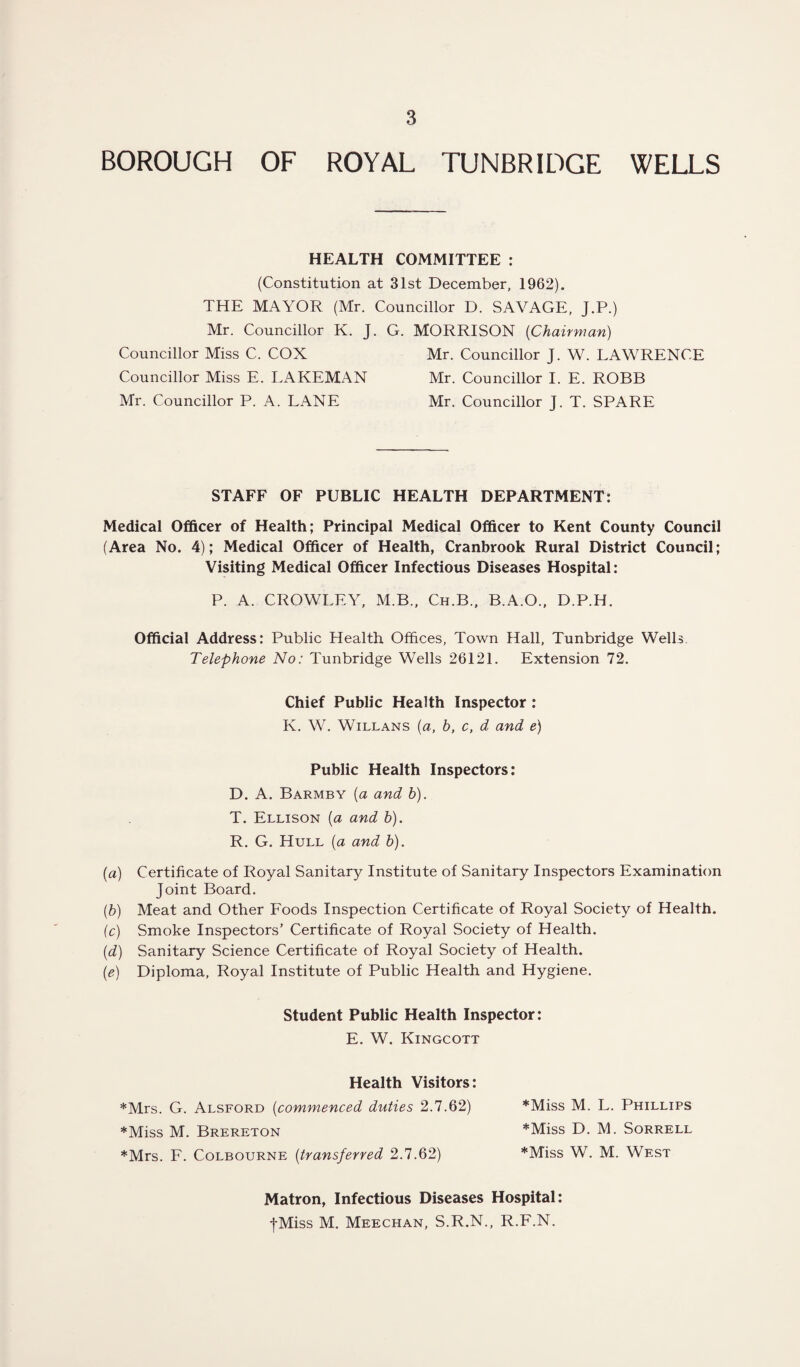 3
BOROUGH OF ROYAL TUNBRIDGE WELLS
HEALTH COMMITTEE :
(Constitution at 31st December, 1962).
THE MAYOR (Mr. Councillor D. SAVAGE, J.P.)
Mr. Councillor K. J. G. MORRISON (Chairman)
Councillor Miss C. COX Mr. Councillor J. W. LAWRENCE
Councillor Miss E. LAKEMAN Mr. Councillor I. E. ROBB
Mr. Councillor P. A. LANE Mr. Councillor J. T. SPARE
STAFF OF PUBLIC HEALTH DEPARTMENT:
Medical Officer of Health; Principal Medical Officer to Kent County Council
(Area No. 4); Medical Officer of Health, Cranbrook Rural District Council;
Visiting Medical Officer Infectious Diseases Hospital:
P. A. CROWLEY, M.B., Ch.B., B.A.O., D.P.H.
Official Address: Public Health Offices, Town Hall, Tunbridge Wells.
Telephone No: Tunbridge Wells 26121. Extension 72.
Chief Public Health Inspector :
K. W. Willans (a, b, c, d and e)
Public Health Inspectors:
D. A. Barmby (a and b).
T. Ellison (a and b).
R. G. Hull (a and b).
(a) Certificate of Royal Sanitary Institute of Sanitary Inspectors Examination
Joint Board.
(b) Meat and Other Foods Inspection Certificate of Royal Society of Health.
(c) Smoke Inspectors' Certificate of Royal Society of Health.
(d) Sanitary Science Certificate of Royal Society of Health.
(e) Diploma, Royal Institute of Public Health and Hygiene.
Student Public Health Inspector:
E. W. Kingcott
Health Visitors:
*Mrs. G. Alsford (commenced duties 2.7.62) *Miss M. L. Phillips
*Miss M. Brereton *Miss D. M. Sorrell
*Mrs. F. Colbourne (transferred 2.7.62) *Miss W. M. West
Matron, Infectious Diseases Hospital:
†Miss M. Meechan, S.R.N., R.F.N.